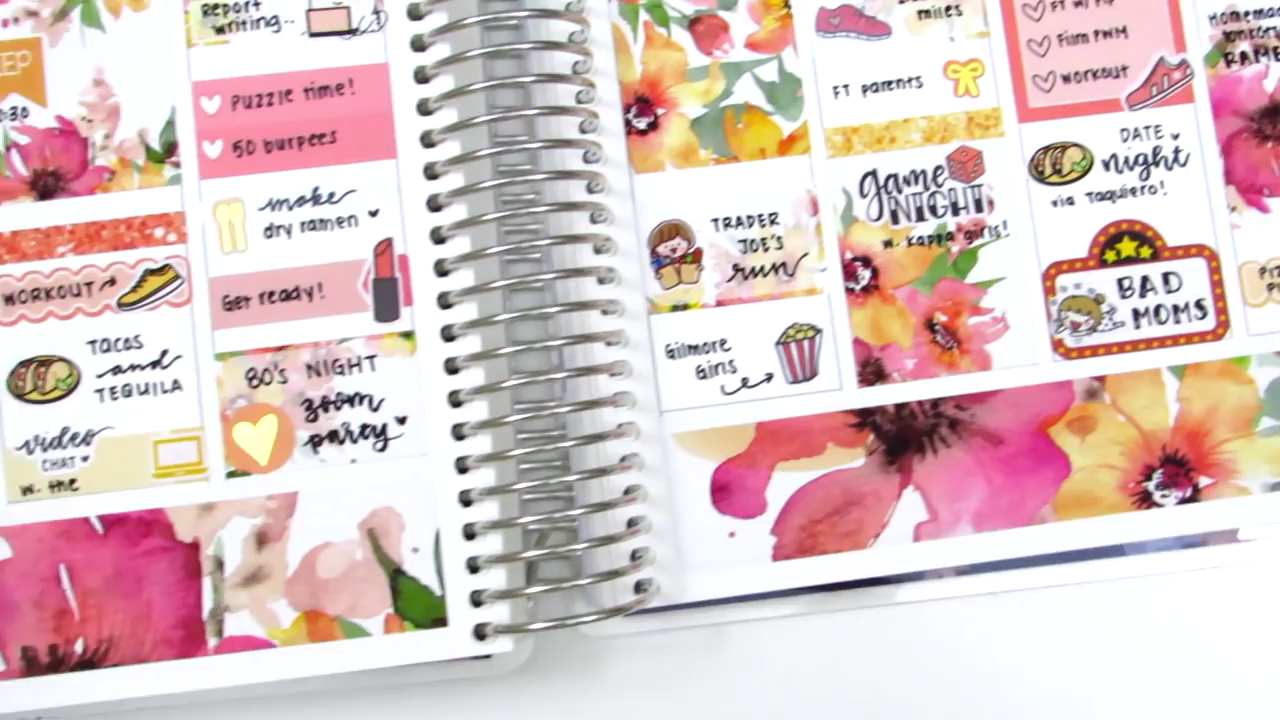 Report
writing..
Puzzle time!
50 burpees
make
dry ramen
Get ready!
80's NIGHT
zoom
party
WORKOUT
Tacos
and
TEQUILA
video
CHAT
w. the
TRADER
JOE'S
run
Gilmore
Girls
miles
FT parents
game
NIGHT
w. kappa girls!
Film PWM
workout
DATE
night
via Taquiero!
BAD
MOMS